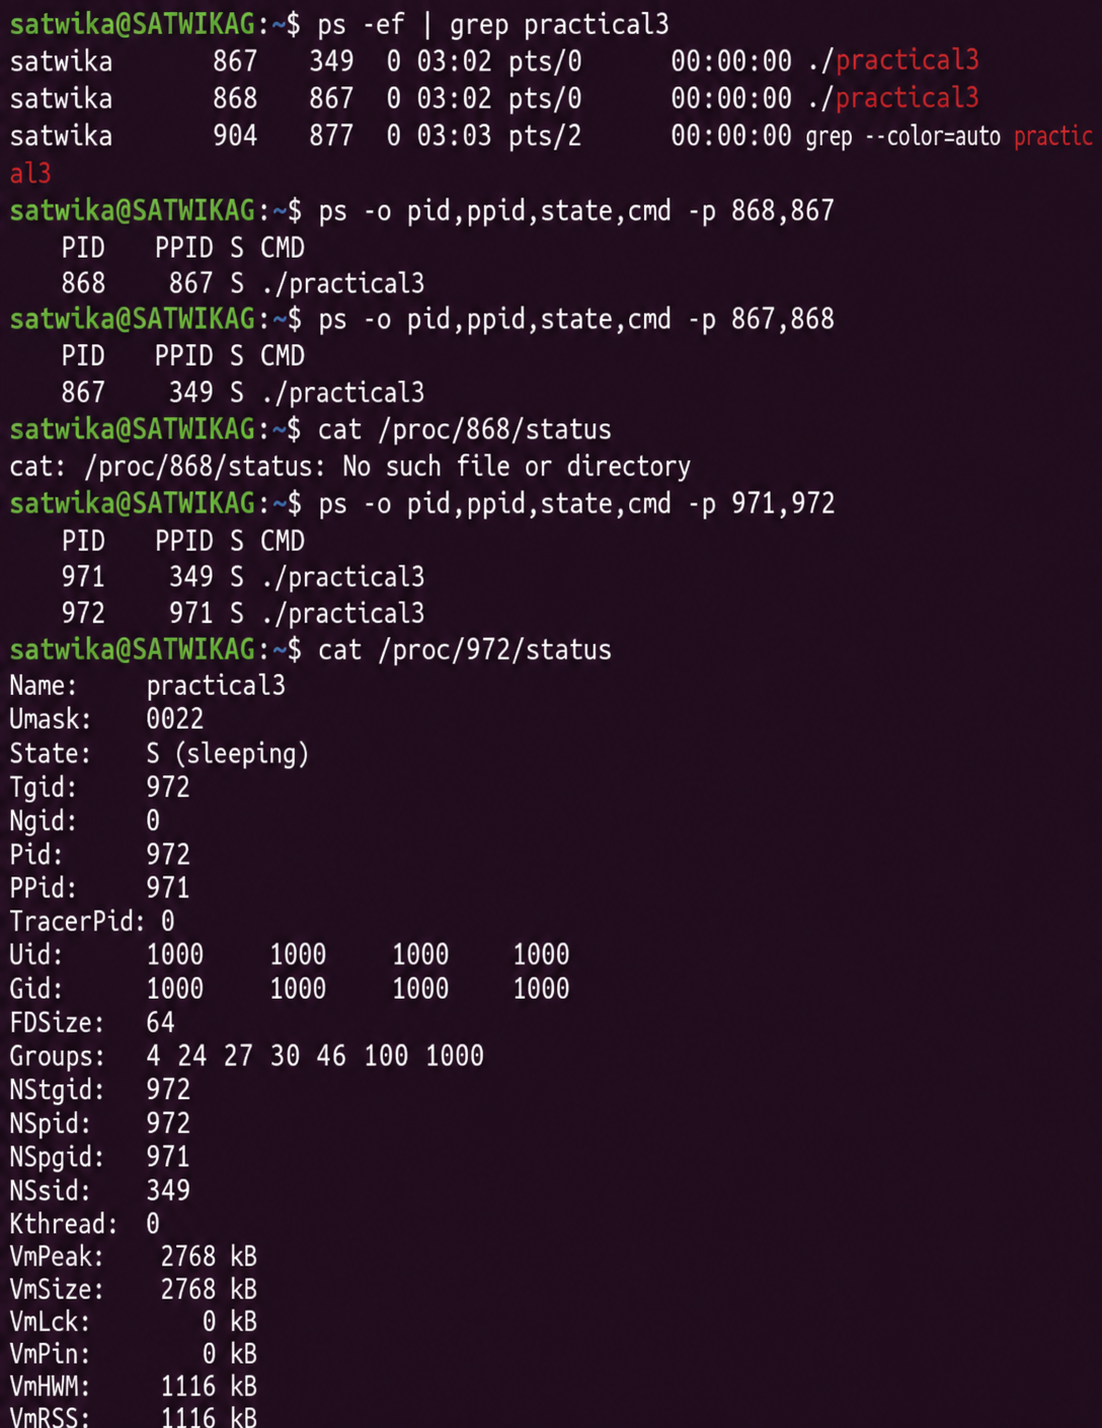 satwika@SATWIKAG:~$ ps -ef | grep practical3
satwika 867 349 0 03:02 pts/0 00:00:00 ./practical3
satwika 868 867 0 03:02 pts/0 00:00:00 ./practical3
satwika 904 877 0 03:03 pts/2 00:00:00 grep --color=auto practic
al3
satwika@SATWIKAG:~$ ps -o pid,ppid,state,cmd -p 868,867
PID PPID S CMD
868 867 S ./practical3
satwika@SATWIKAG:~$ ps -o pid,ppid,state,cmd -p 867,868
PID PPID S CMD
867 349 S ./practical3
satwika@SATWIKAG:~$ cat /proc/868/status
cat: /proc/868/status: No such file or directory
satwika@SATWIKAG:~$ ps -o pid,ppid,state,cmd -p 971,972
PID PPID S CMD
971 349 S ./practical3
972 971 S ./practical3
satwika@SATWIKAG:~$ cat /proc/972/status
Name: practical3
Umask: 0022
State: S (sleeping)
Tgid: 972
Ngid: 0
Pid: 972
PPid: 971
TracerPid: 0
Uid: 1000 1000 1000 1000
Gid: 1000 1000 1000 1000
FDSize: 64
Groups: 4 24 27 30 46 100 1000
NStgid: 972
NSpid: 972
NSpgid: 971
NSsid: 349
Kthread: 0
VmPeak: 2768 kB
VmSize: 2768 kB
VmLck: 0 kB
VmPin: 0 kB
VmHWM: 1116 kB
VmRSS: 1116 kB